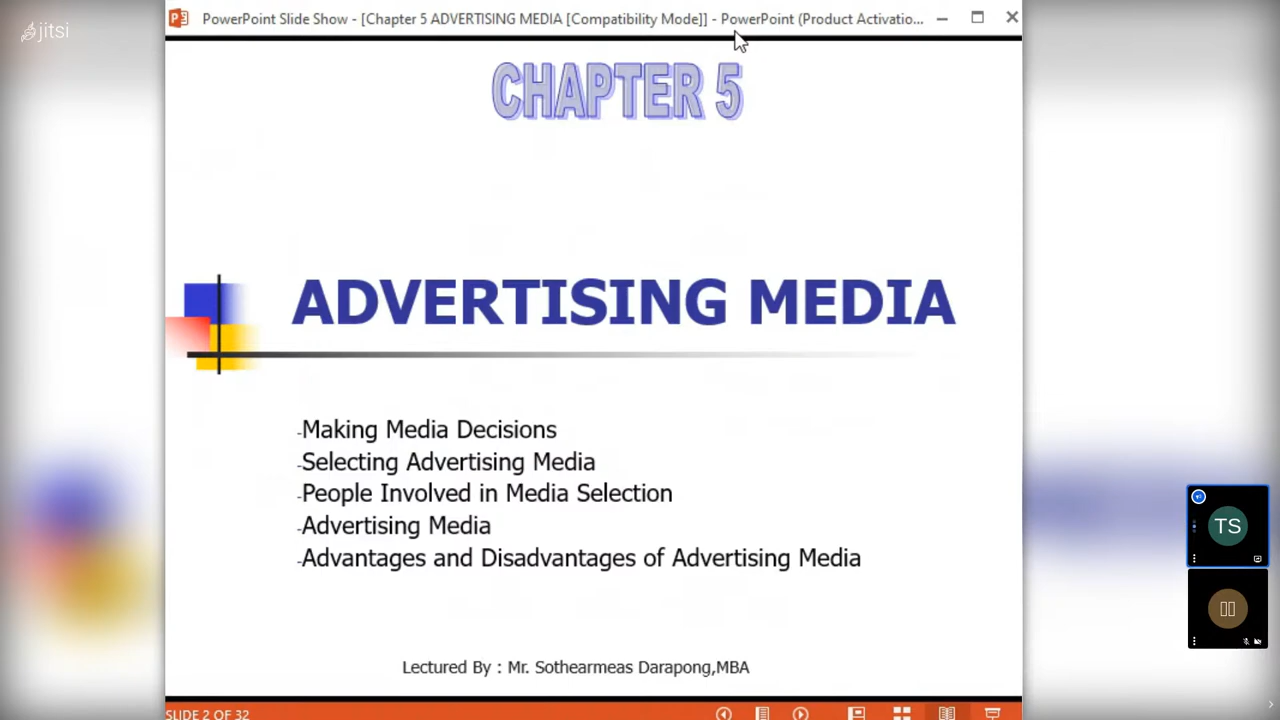 PowerPoint Slide Show - [Chapter 5 ADVERTISING MEDIA [Compatibility Mode]] - PowerPoint (Product Activatio...
jitsi
CHAPTER 5
ADVERTISING MEDIA
-Making Media Decisions
-Selecting Advertising Media
-People Involved in Media Selection
-Advertising Media
-Advantages and Disadvantages of Advertising Media
TS
Lectured By : Mr. Sothearmeas Darapong,MBA
SLIDE 2 OF 32